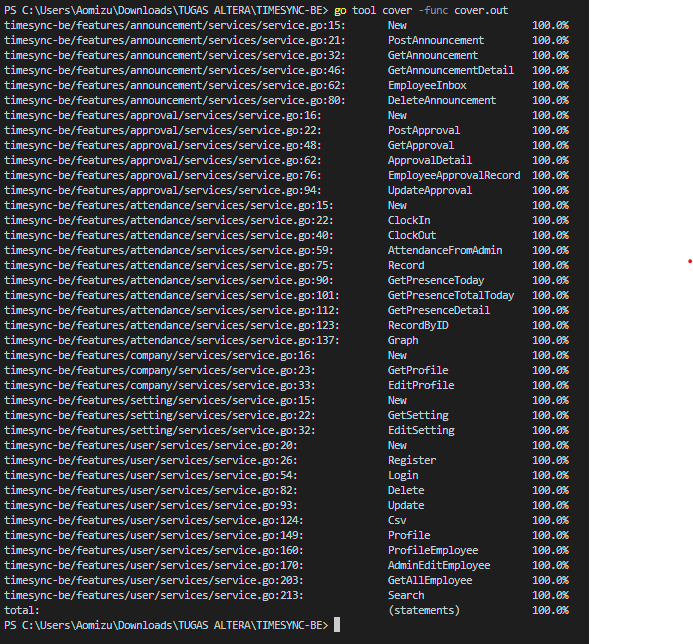 PS C:\Users\Aomizu\Downloads\TUGAS ALTERA\TIMESYNC-BE> go tool cover -func cover.out
timesync-be/features/announcement/services/service.go:15: New 100.0%
timesync-be/features/announcement/services/service.go:21: PostAnnouncement 100.0%
timesync-be/features/announcement/services/service.go:32: GetAnnouncement 100.0%
timesync-be/features/announcement/services/service.go:46: GetAnnouncementDetail 100.0%
timesync-be/features/announcement/services/service.go:62: EmployeeInbox 100.0%
timesync-be/features/announcement/services/service.go:80: DeleteAnnouncement 100.0%
timesync-be/features/approval/services/service.go:16: New 100.0%
timesync-be/features/approval/services/service.go:22: PostApproval 100.0%
timesync-be/features/approval/services/service.go:48: GetApproval 100.0%
timesync-be/features/approval/services/service.go:62: ApprovalDetail 100.0%
timesync-be/features/approval/services/service.go:76: EmployeeApprovalRecord 100.0%
timesync-be/features/approval/services/service.go:94: UpdateApproval 100.0%
timesync-be/features/attendance/services/service.go:15: New 100.0%
timesync-be/features/attendance/services/service.go:22: ClockIn 100.0%
timesync-be/features/attendance/services/service.go:40: ClockOut 100.0%
timesync-be/features/attendance/services/service.go:59: AttendanceFromAdmin 100.0%
timesync-be/features/attendance/services/service.go:75: Record 100.0%
timesync-be/features/attendance/services/service.go:90: GetPresenceToday 100.0%
timesync-be/features/attendance/services/service.go:101: GetPresenceTotalToday 100.0%
timesync-be/features/attendance/services/service.go:112: GetPresenceDetail 100.0%
timesync-be/features/attendance/services/service.go:123: RecordByID 100.0%
timesync-be/features/attendance/services/service.go:137: Graph 100.0%
timesync-be/features/company/services/service.go:16: New 100.0%
timesync-be/features/company/services/service.go:23: GetProfile 100.0%
timesync-be/features/company/services/service.go:33: EditProfile 100.0%
timesync-be/features/setting/services/service.go:15: New 100.0%
timesync-be/features/setting/services/service.go:22: GetSetting 100.0%
timesync-be/features/setting/services/service.go:32: EditSetting 100.0%
timesync-be/features/user/services/service.go:20: New 100.0%
timesync-be/features/user/services/service.go:26: Register 100.0%
timesync-be/features/user/services/service.go:54: Login 100.0%
timesync-be/features/user/services/service.go:82: Delete 100.0%
timesync-be/features/user/services/service.go:93: Update 100.0%
timesync-be/features/user/services/service.go:124: Csv 100.0%
timesync-be/features/user/services/service.go:149: Profile 100.0%
timesync-be/features/user/services/service.go:160: ProfileEmployee 100.0%
timesync-be/features/user/services/service.go:170: AdminEditEmployee 100.0%
timesync-be/features/user/services/service.go:203: GetAllEmployee 100.0%
timesync-be/features/user/services/service.go:213: Search 100.0%
total: (statements) 100.0%
PS C:\Users\Aomizu\Downloads\TUGAS ALTERA\TIMESYNC-BE>